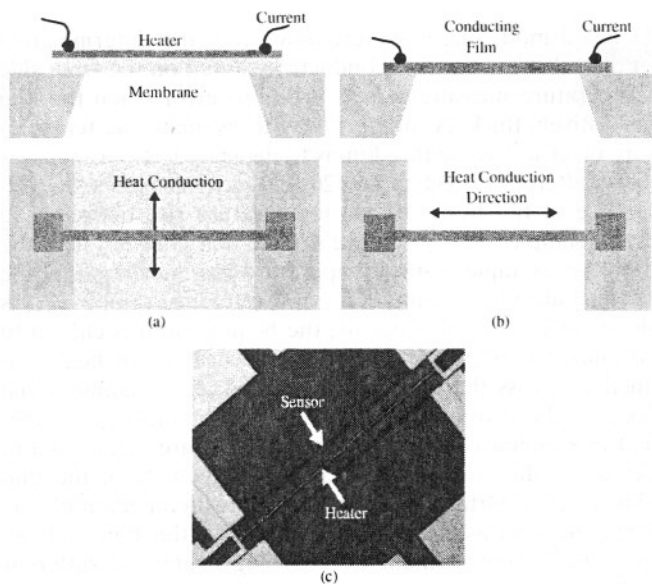 Current
Heater
Membrane
Conducting
Film
Current
Heat Conduction
Heat Conduction
Direction
(a)
(b)
Sensor
Heater
(c)